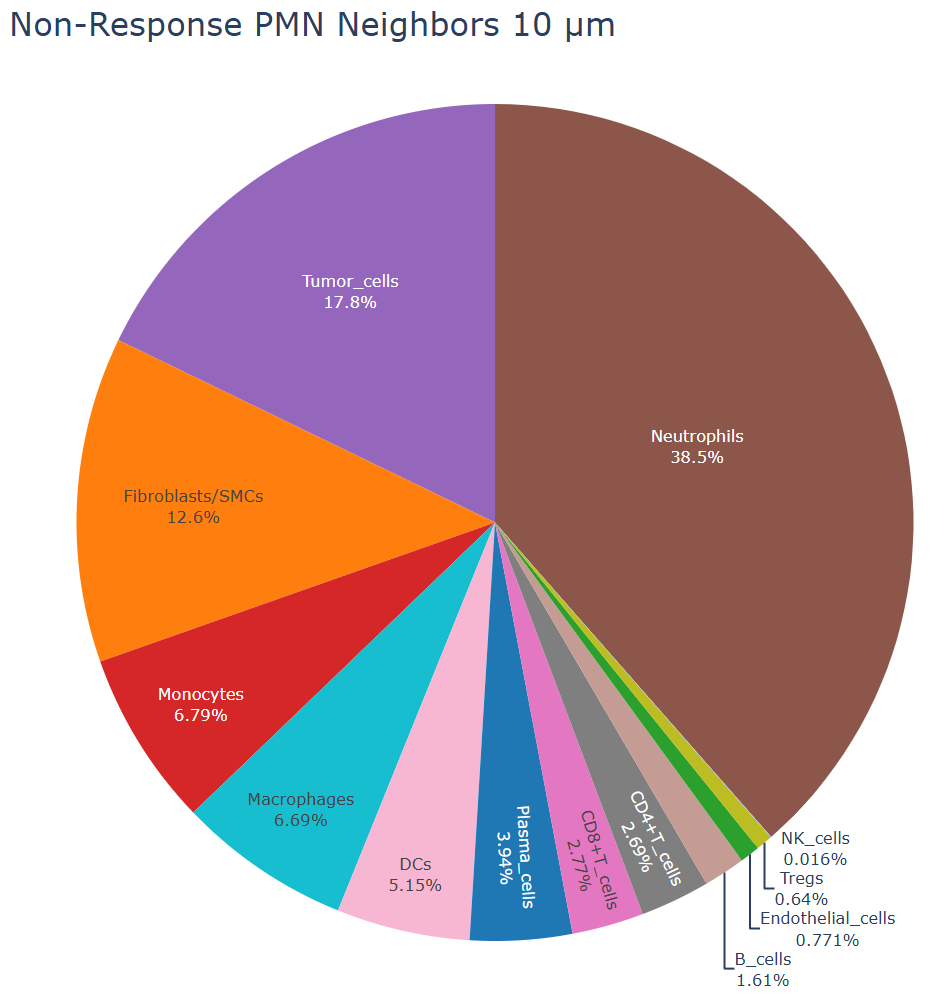 Non-Response PMN Neighbors 10 μm
Tumor_cells
17.8%
Neutrophils
38.5%
Fibroblasts/SMCs
12.6%
Monocytes
6.79%
Macrophages
6.69%
DCs
5.15%
Plasma_cells
3.94%
CD8+T_cells
2.77%
CD4+T_cells
2.69%
NK_cells
0.016%
Tregs
0.64%
Endothelial_cells
0.771%
B_cells
1.61%